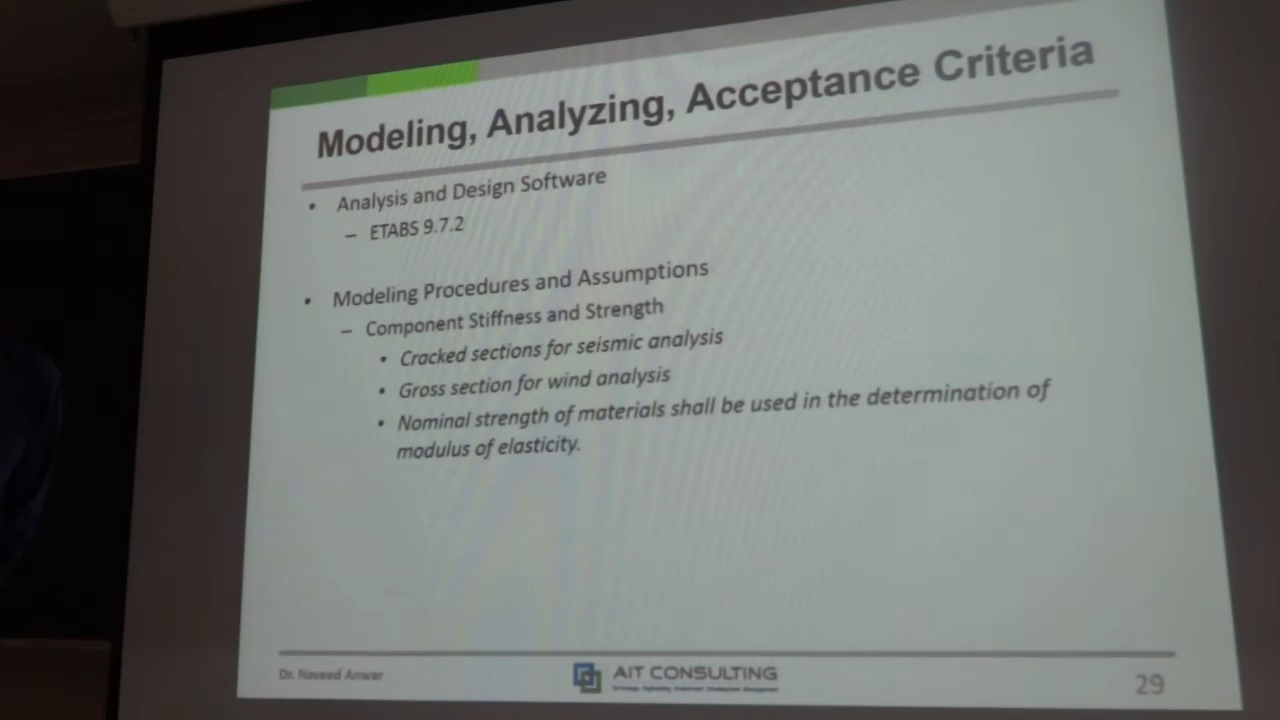 Modeling, Analyzing, Acceptance Criteria
• Analysis and Design Software
– ETABS 9.7.2
• Modeling Procedures and Assumptions
– Component Stiffness and Strength
• Cracked sections for seismic analysis
• Gross section for wind analysis
• Nominal strength of materials shall be used in the determination of
modulus of elasticity.
Dr. Naveed Anwar
AIT CONSULTING
29